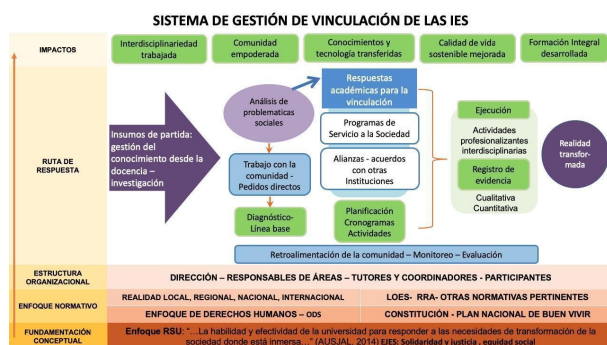 SISTEMA DE GESTIÓN DE VINCULACIÓN DE LAS IES
IMPACTOS
Interdisciplinariedad
trabajada
Comunidad
empoderada
Conocimientos y
tecnología transferidas
Calidad de vida
sostenible mejorada
Formación Integral
desarrollada
RUTA DE
RESPUESTA
Insumos de partida:
gestión del
conocimiento desde
la docencia –
investigación
Análisis de
problematicas
sociales
Trabajo con la
comunidad -
Pedidos directos
Diagnóstico-
Línea base
Respuestas
académicas para la
vinculación
Programas de
Servicio a la Sociedad
Alianzas - acuerdos
con otras
Instituciones
Planificación
Cronogramas
Actividades
Ejecución
Actividades
profesionalizantes
Interdisciplinarias
Registro de
evidencia
Cualitativa
Cuantitativa
Realidad
transfor-
mada
Retroalimentación de la comunidad – Monitoreo – Evaluación
ESTRUCTURA
ORGANIZACIONAL
DIRECCIÓN – RESPONSABLES DE ÁREAS – TUTORES Y COORDINADORES - PARTICIPANTES
ENFOQUE NORMATIVO
REALIDAD LOCAL, REGIONAL, NACIONAL, INTERNACIONAL
LOES- RRA- OTRAS NORMATIVAS PERTINENTES
ENFOQUE DE DERECHOS HUMANOS – ODS
CONSTITUCIÓN - PLAN NACIONAL DE BUEN VIVIR
FUNDAMENTACIÓN
CONCEPTUAL
Enfoque RSU: "…La habilidad y efectividad de la universidad para responder a las necesidades de transformación de la
sociedad donde está inmersa…" (AUSJAL, 2014) EJES: Solidaridad y justicia , equidad social